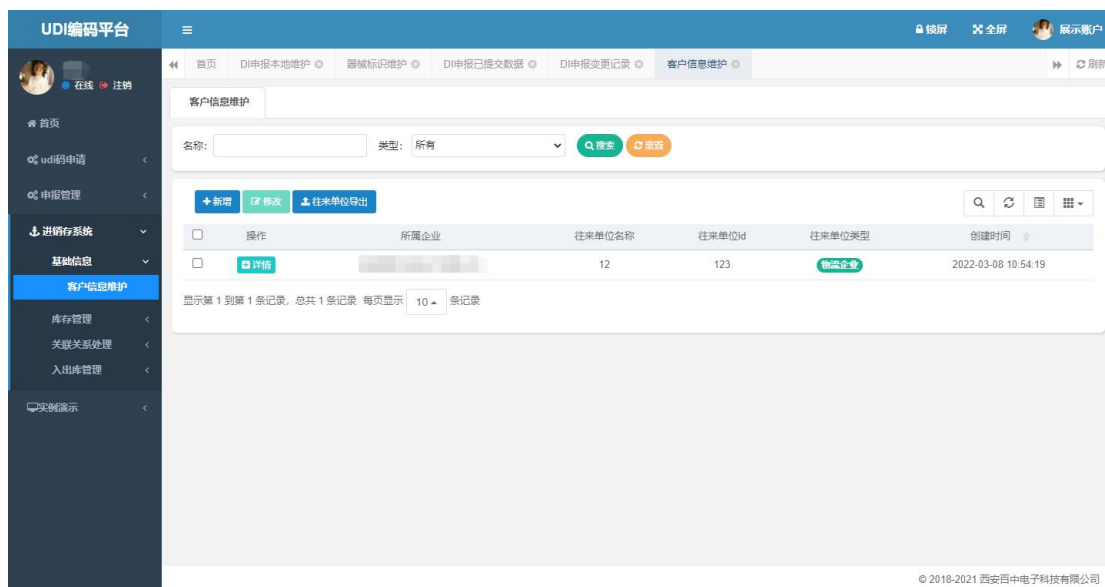 UDI编码平台
锁屏 全屏 展示账户
在线 注销
首页 DI申报本地维护 器械标识维护 DI申报已提交数据 DI申报变更记录 客户信息维护 刷新
客户信息维护
首页
udi码申请
申报管理
进销存系统
基础信息
客户信息维护
库存管理
关联关系处理
入出库管理
实例演示
名称: 类型: 所有 搜索 重置
新增 修改 往来单位导出
操作 所属企业 往来单位名称 往来单位id 往来单位类型 创建时间
详情 12 123 物流企业 2022-03-08 10:54:19
显示第 1 到第 1 条记录, 总共 1 条记录 每页显示 10 条记录
© 2018-2021 西安百中电子科技有限公司